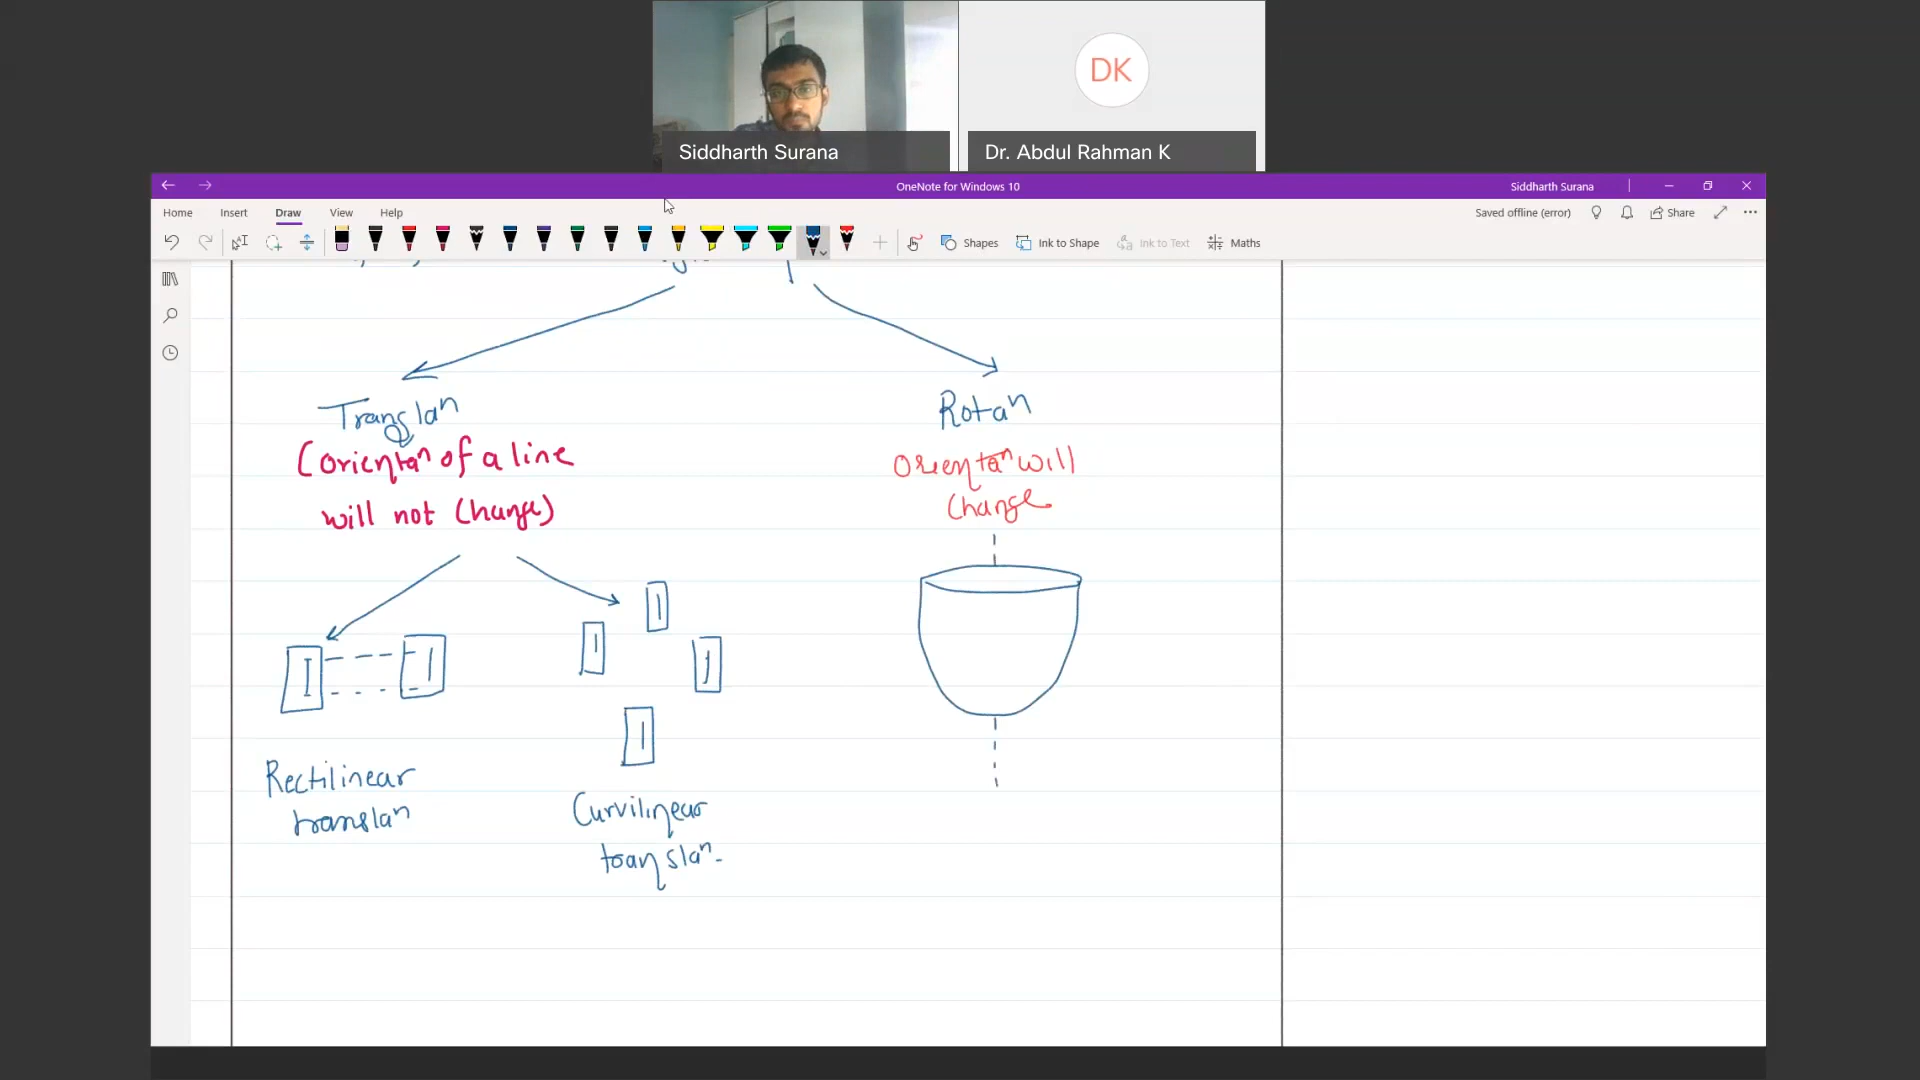 Siddharth Surana
DK
Dr. Abdul Rahman K
OneNote for Windows 10
Siddharth Surana
Home Insert Draw View Help
Saved offline (error)
Share
Shapes
Ink to Shape
Ink to Text
Maths
Translaⁿ
Rotaⁿ
(orientaⁿ of a line
will not change)
Orientaⁿ will
change
Rectilinear
translaⁿ
Curvilinear
translaⁿ.